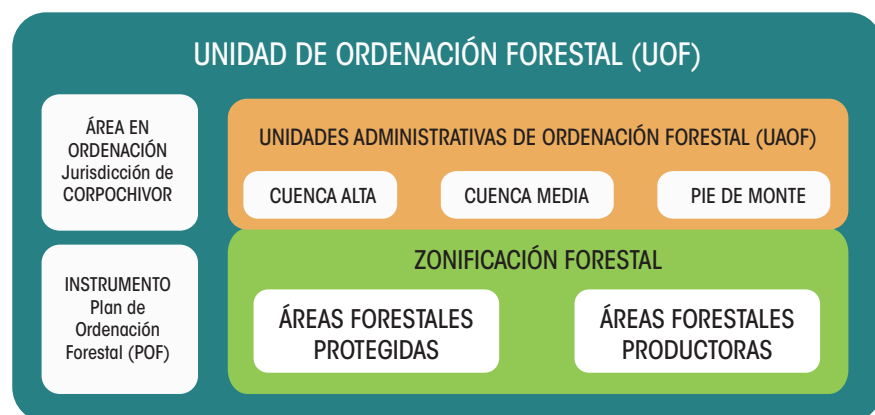 UNIDAD DE ORDENACIÓN FORESTAL (UOF)
ÁREA EN
ORDENACIÓN
Jurisdicción de
CORPOCHIVOR
UNIDADES ADMINISTRATIVAS DE ORDENACIÓN FORESTAL (UAOF)
CUENCA ALTA
CUENCA MEDIA
PIE DE MONTE
INSTRUMENTO
Plan de
Ordenación
Forestal (POF)
ZONIFICACIÓN FORESTAL
ÁREAS FORESTALES
PROTEGIDAS
ÁREAS FORESTALES
PRODUCTORAS